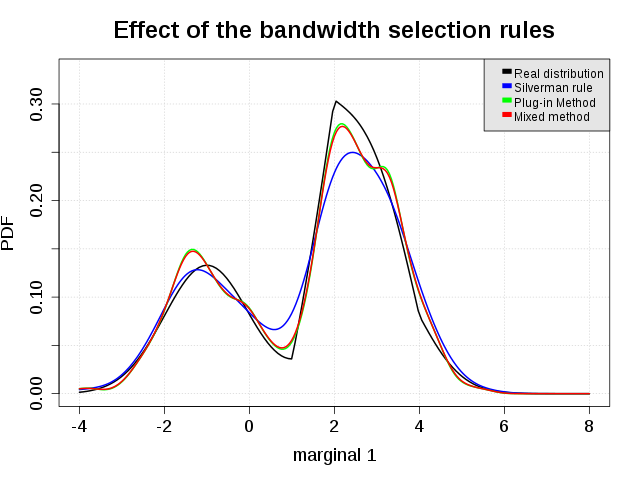 Effect of the bandwidth selection rules
Real distribution
Silverman rule
Plug-in Method
Mixed method
PDF
0.30
0.20
0.10
0.00
-4 -2 0 2 4 6 8
marginal 1